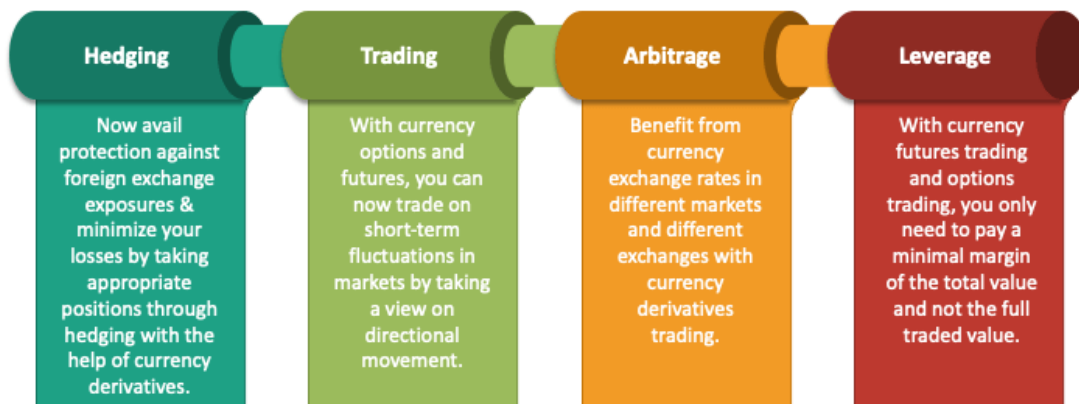 Hedging
Now avail
protection against
foreign exchange
exposures &
minimize your
losses by taking
appropriate
positions through
hedging with the
help of currency
derivatives.
Trading
With currency
options and
futures, you can
now trade on
short-term
fluctuations in
markets by taking
a view on
directional
movement.
Arbitrage
Benefit from
currency
exchange rates in
different markets
and different
exchanges with
currency
derivatives
trading.
Leverage
With currency
futures trading
and options
trading, you only
need to pay a
minimal margin
of the total value
and not the full
traded value.